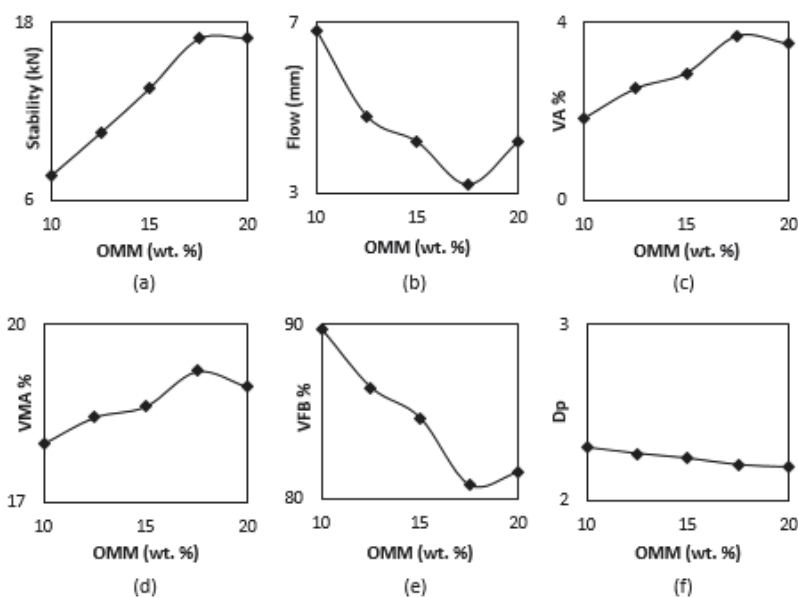 18
Stability (kN)
6
10 15 20
OMM (wt. %)
(a)
7
Flow (mm)
3
10 15 20
OMM (wt. %)
(b)
4
VA %
0
10 15 20
OMM (wt. %)
(c)
20
VMA %
17
10 15 20
OMM (wt. %)
(d)
90
VFB %
80
10 15 20
OMM (wt. %)
(e)
3
Dp
2
10 15 20
OMM (wt. %)
(f)